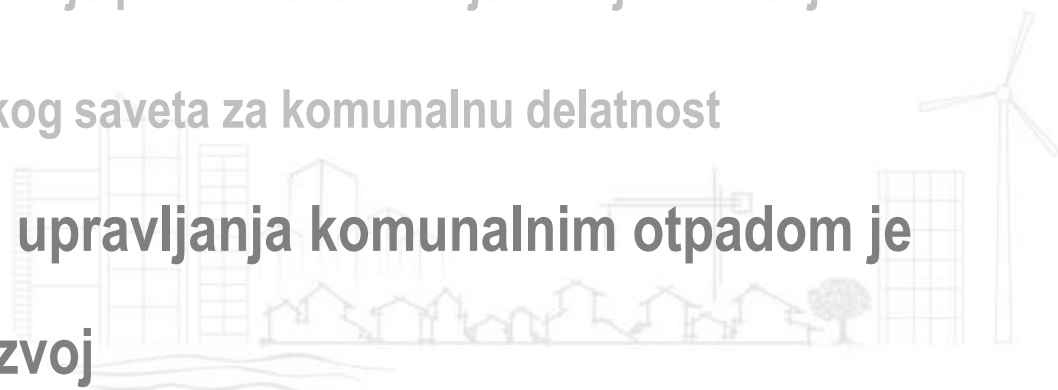 kog saveta za komunalnu delatnost
upravljanja komunalnim otpadom je
zvoj